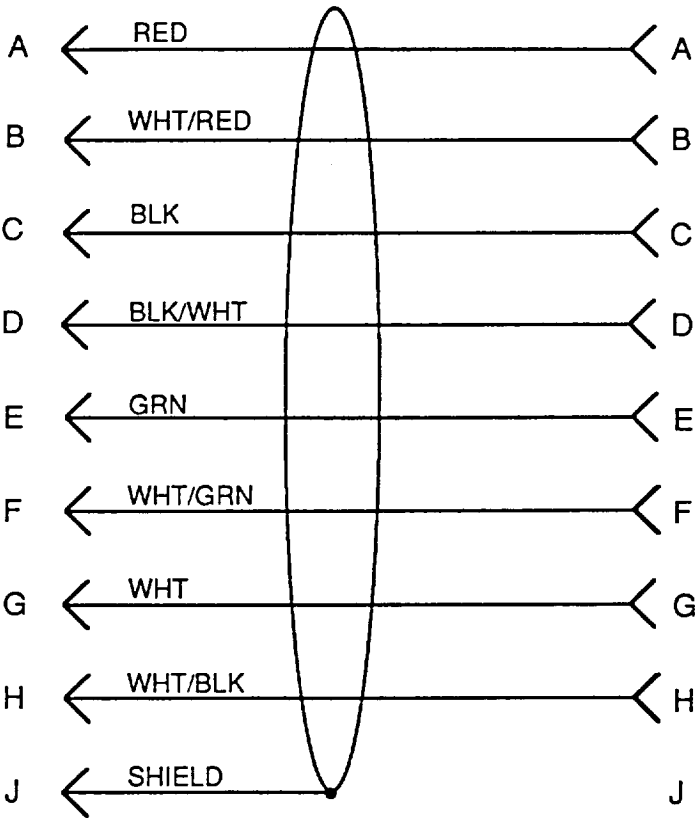 A RED A
B WHT/RED B
C BLK C
D BLK/WHT D
E GRN E
F WHT/GRN F
G WHT G
H WHT/BLK H
J SHIELD J